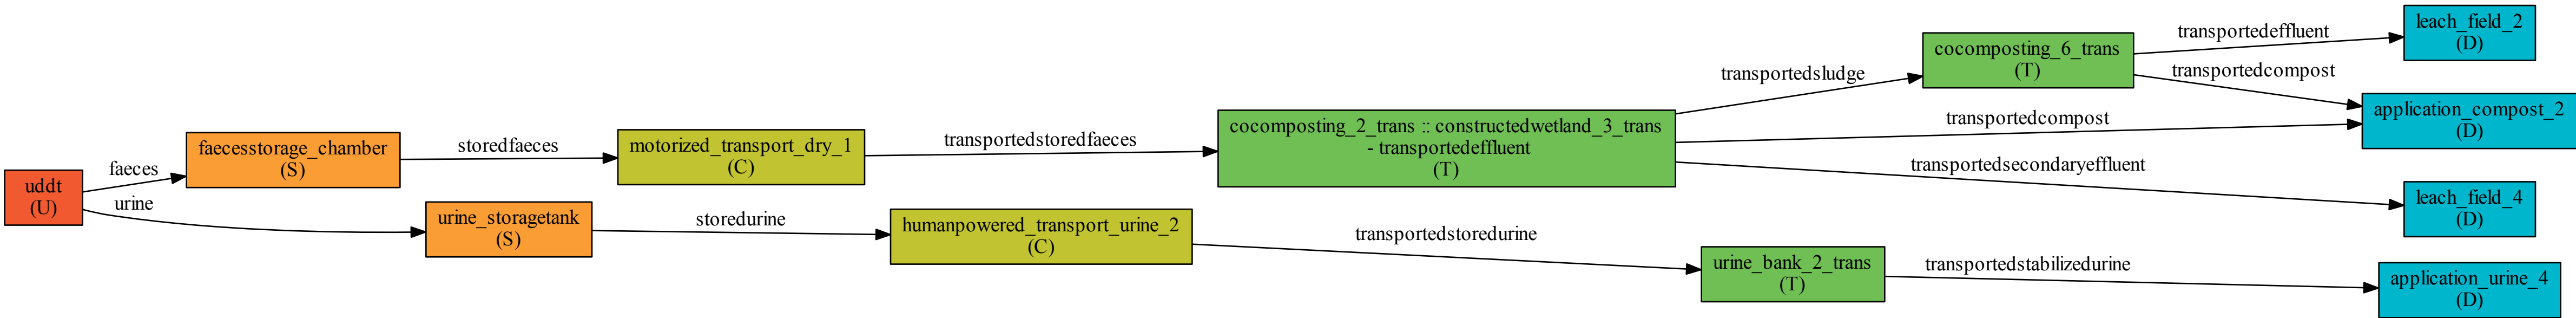 uddt
(U)
faeces
urine
faecesstorage_chamber
(S)
urine_storagetank
(S)
storedfaeces
storedurine
motorized_transport_dry_1
(C)
humanpowered_transport_urine_2
(C)
transportedstoredfaeces
transportedstoredurine
cocomposting_2_trans :: constructedwetland_3_trans
- transportedeffluent
(T)
urine_bank_2_trans
(T)
transportedsludge
transportedcompost
transportedsecondaryeffluent
transportedstabilizedurine
cocomposting_6_trans
(T)
transportedeffluent
transportedcompost
leach_field_2
(D)
application_compost_2
(D)
leach_field_4
(D)
application_urine_4
(D)